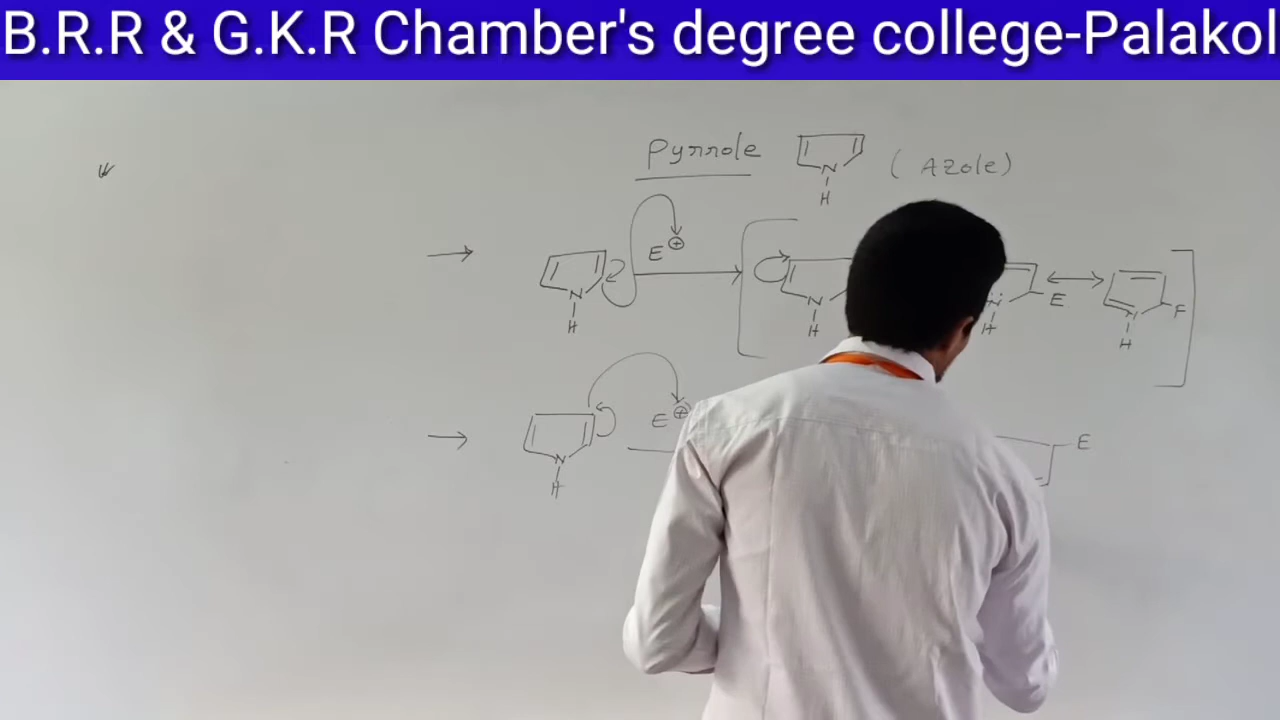 B.R.R & G.K.R Chamber's degree college-Palakol
Pyrrole N H (Azole)
E⊕
N H
N H
N H E
N H F
E⊕
N H
E